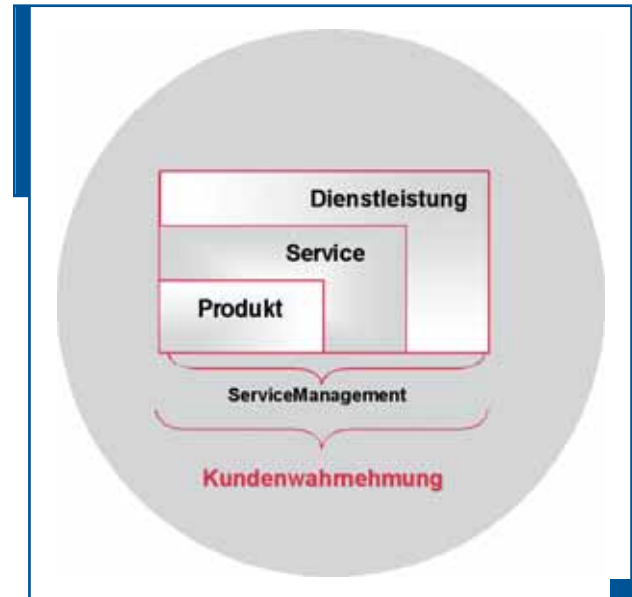 Dienstleistung
Service
Produkt
ServiceManagement
Kundenwahrnehmung